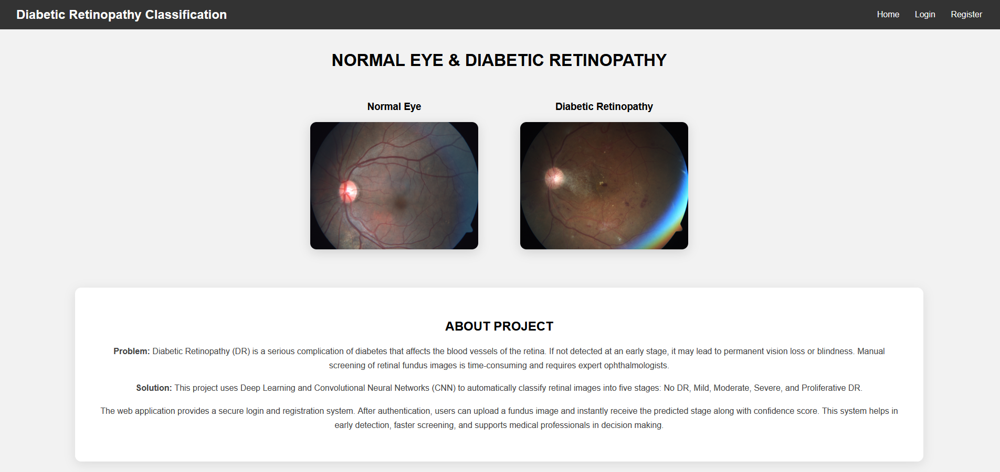 Diabetic Retinopathy Classification
Home Login Register
NORMAL EYE & DIABETIC RETINOPATHY
Normal Eye
Diabetic Retinopathy
ABOUT PROJECT
Problem: Diabetic Retinopathy (DR) is a serious complication of diabetes that affects the blood vessels of the retina. If not detected at an early stage, it may lead to permanent vision loss or blindness. Manual
screening of retinal fundus images is time-consuming and requires expert ophthalmologists.
Solution: This project uses Deep Learning and Convolutional Neural Networks (CNN) to automatically classify retinal images into five stages: No DR, Mild, Moderate, Severe, and Proliferative DR.
The web application provides a secure login and registration system. After authentication, users can upload a fundus image and instantly receive the predicted stage along with confidence score. This system helps in
early detection, faster screening, and supports medical professionals in decision making.